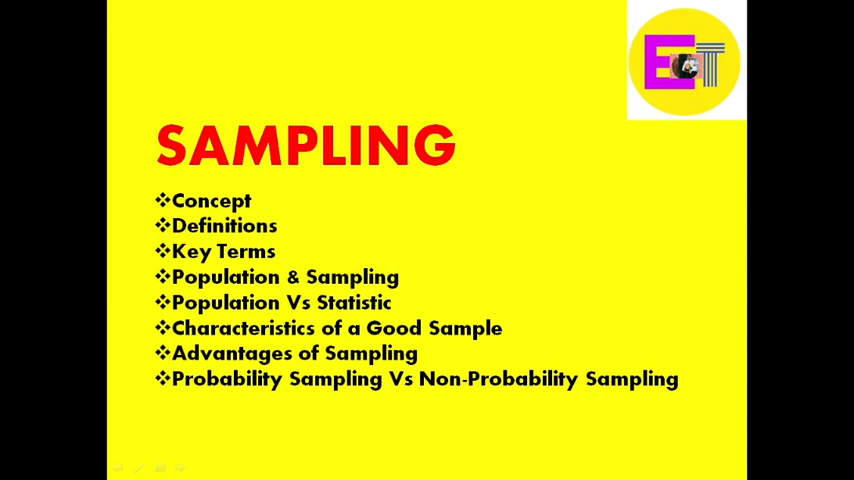 ECT
SAMPLING
❖Concept
❖Definitions
❖Key Terms
❖Population & Sampling
❖Population Vs Statistic
❖Characteristics of a Good Sample
❖Advantages of Sampling
❖Probability Sampling Vs Non-Probability Sampling